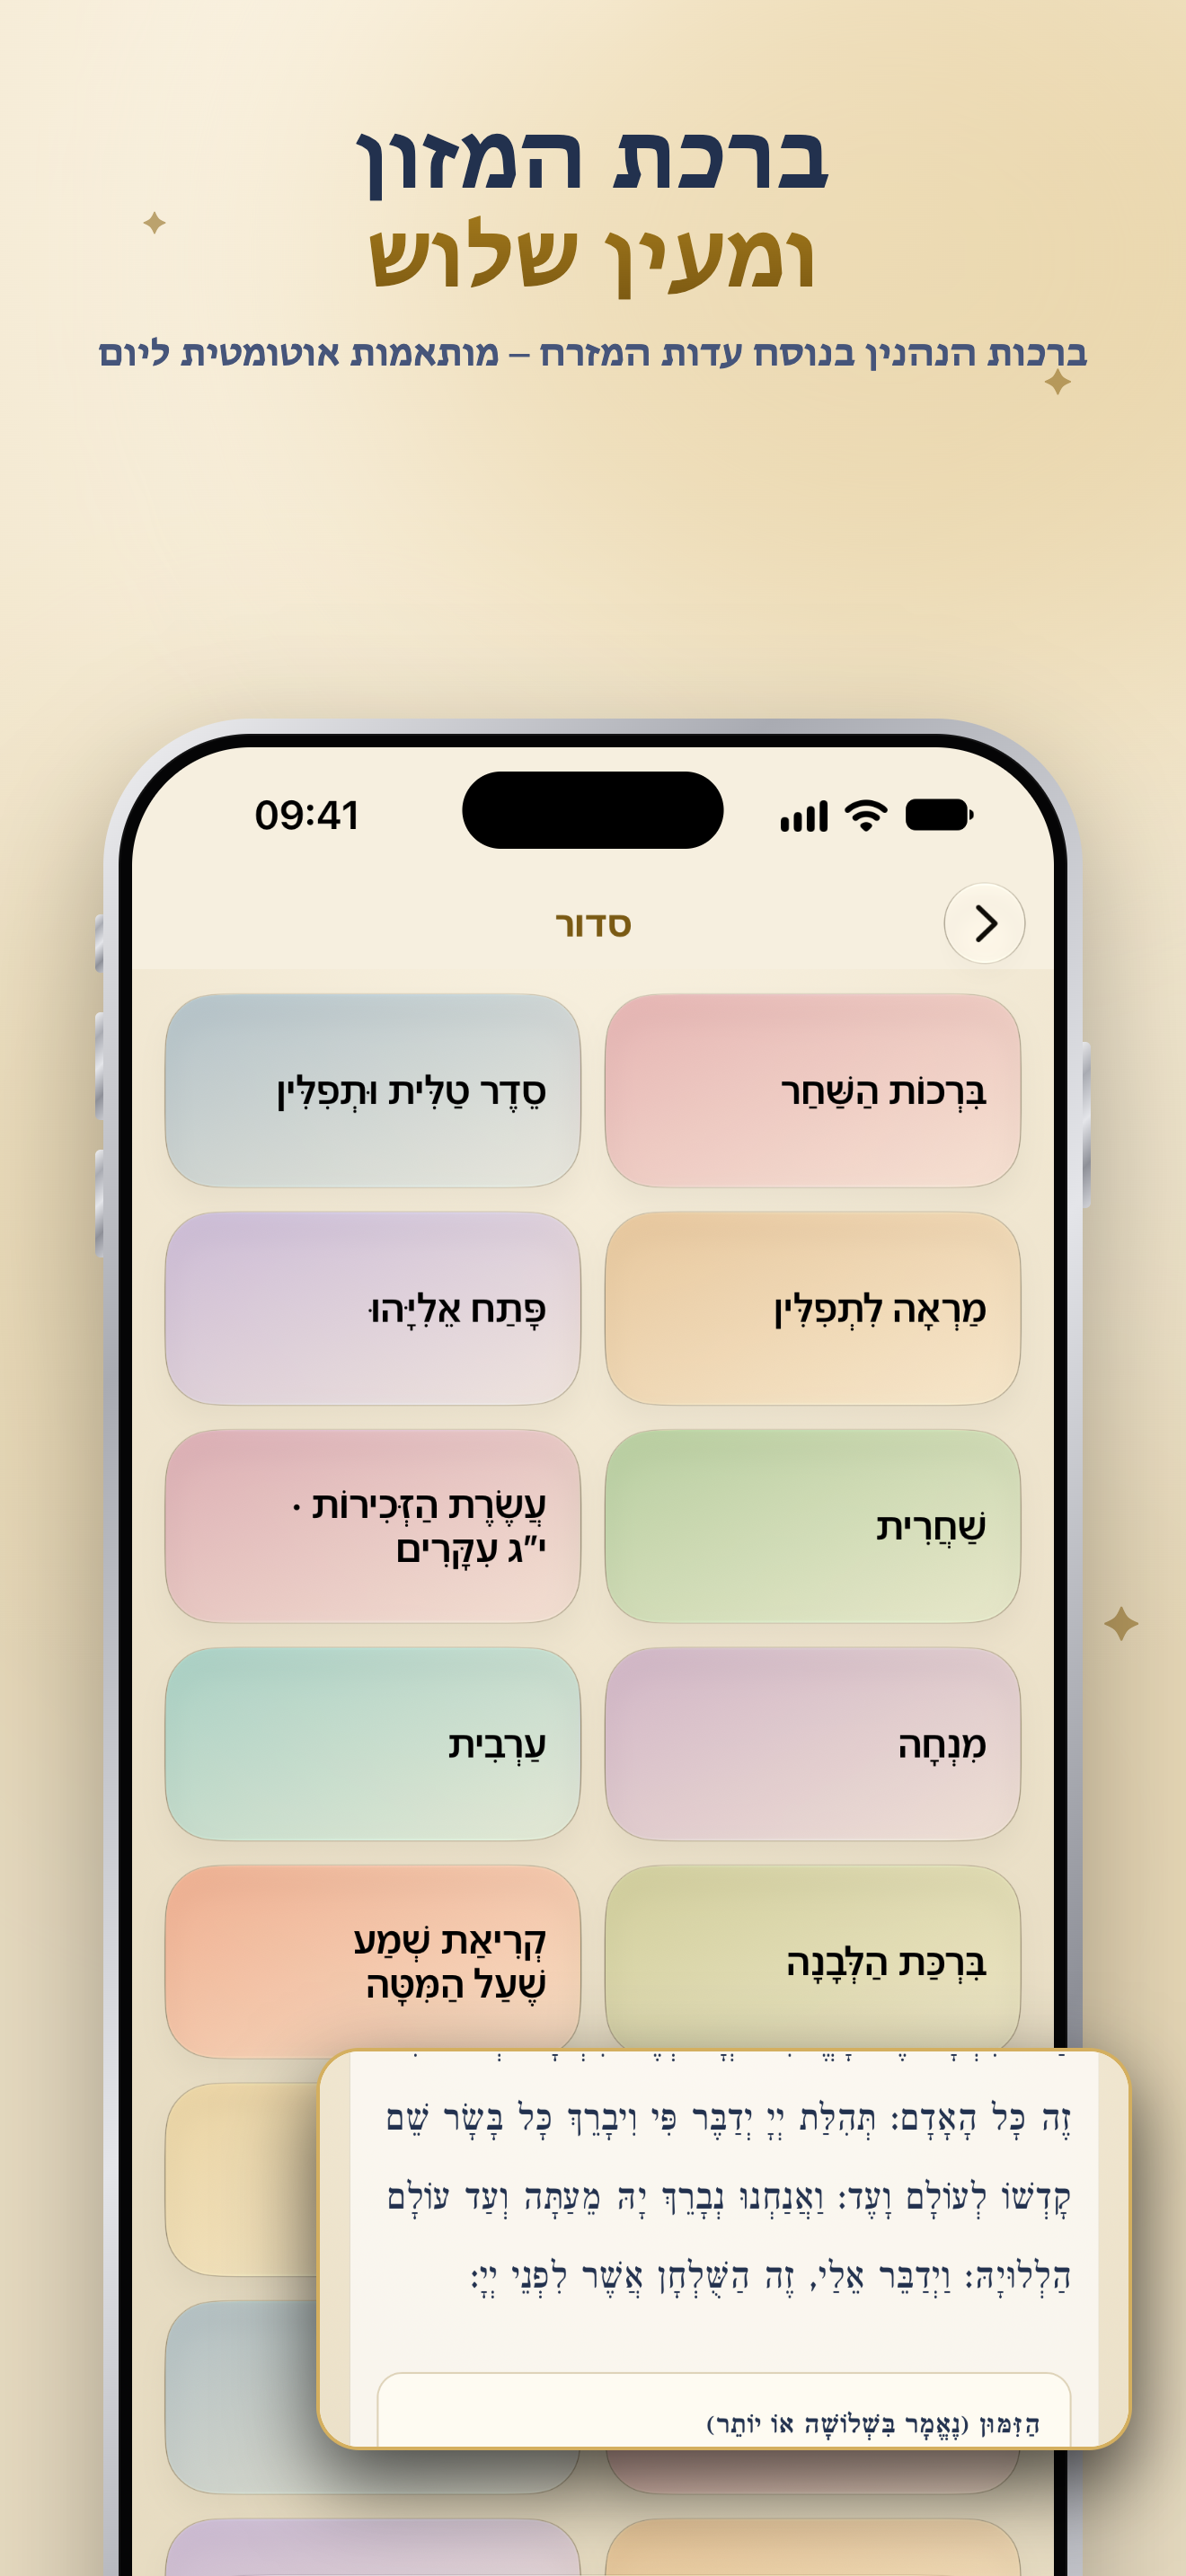 ברכת המזון
ומעין שלוש
ברכות הנהנין בנוסח עדות המזרח – מותאמות אוטומטית ליום
09:41
סדור
בִּרְכוֹת הַשַּׁחַר
סֵדֶר טַלִּית וּתְפִלִּין
מַרְאָה לִתְפִלִּין
פָּתַח אֵלִיָּהוּ
שַׁחֲרִית
עֲשֶׂרֶת הַזְּכִירוֹת ·
י"ג עִקָּרִים
מִנְחָה
עַרְבִית
בִּרְכַּת הַלְּבָנָה
קְרִיאַת שְׁמַע
שֶׁעַל הַמִּטָּה
זֶה כָּל הָאָדָם: תְּהִלַּת יְיָ יְדַבֶּר פִּי וִיבָרֵךְ כָּל בָּשָׂר שֵׁם
קָדְשׁוֹ לְעוֹלָם וָעֶד: וַאֲנַחְנוּ נְבָרֵךְ יָהּ מֵעַתָּה וְעַד עוֹלָם
הַלְלוּיָהּ: וַיְדַבֵּר אֵלַי, זֶה הַשֻּׁלְחָן אֲשֶׁר לִפְנֵי יְיָ:
הַזִּמּוּן (נֶאֱמָר בִּשְׁלוֹשָׁה אוֹ יוֹתֵר)